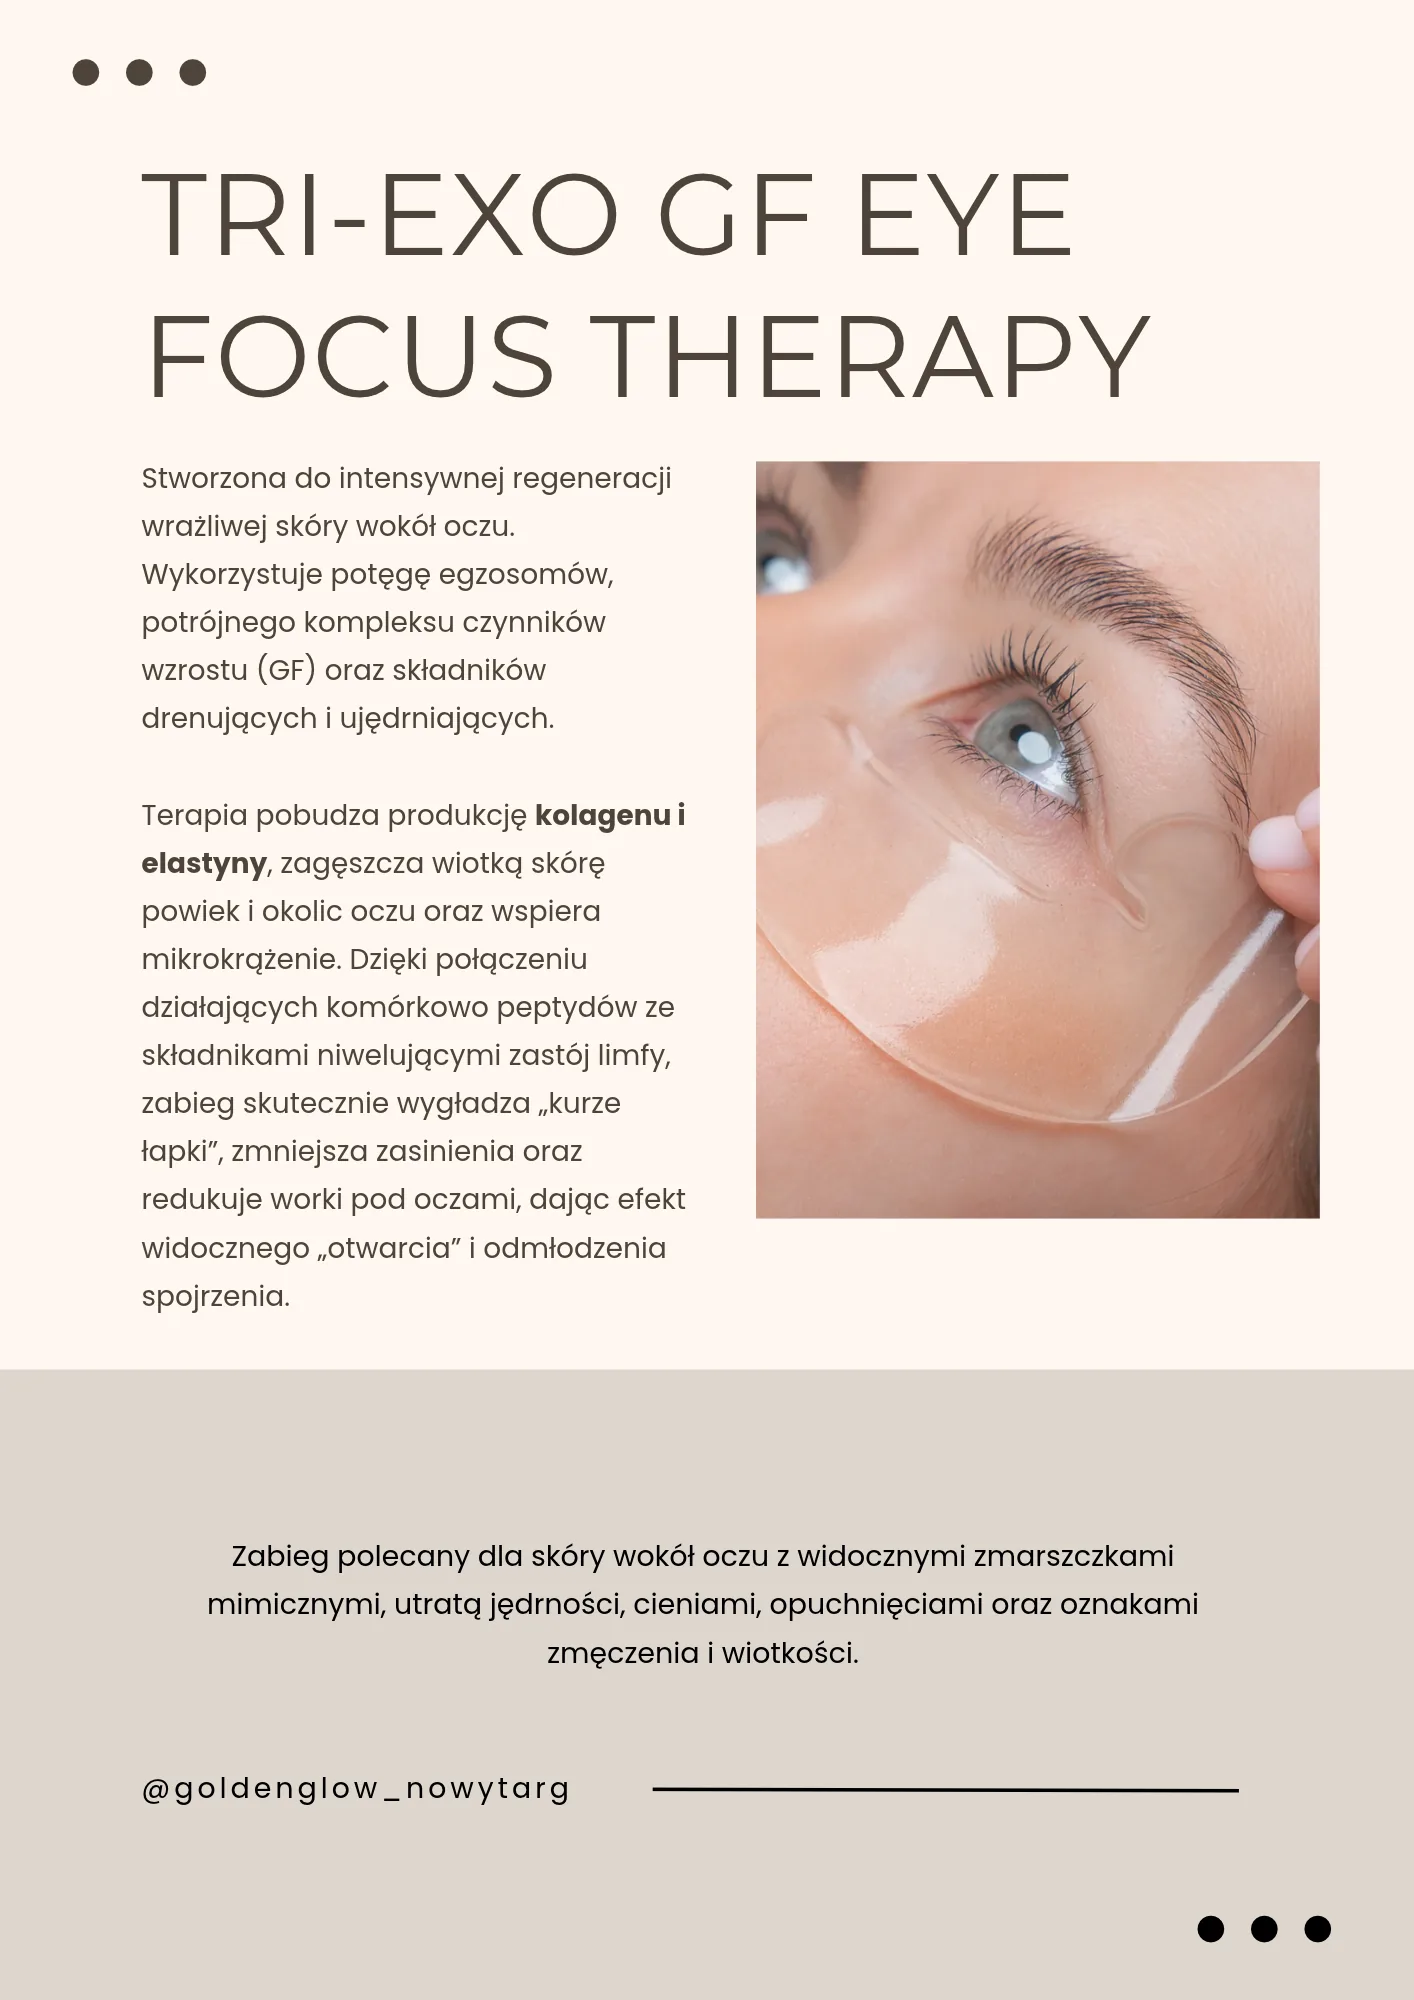 TRI-EXO GF EYE
FOCUS THERAPY
Stworzona do intensywnej regeneracji
wrażliwej skóry wokół oczu.
Wykorzystuje potęgę egzosomów,
potrójnego kompleksu czynników
wzrostu (GF) oraz składników
drenujących i ujędrniających.
Terapia pobudza produkcję kolagenu i
elastyny, zagęszcza wiotką skórę
powiek i okolic oczu oraz wspiera
mikrokrążenie. Dzięki połączeniu
działających komórkowo peptydów ze
składnikami niwelującymi zastój limfy,
zabieg skutecznie wygładza „kurze
łapki”, zmniejsza zasinienia oraz
redukuje worki pod oczami, dając efekt
widocznego „otwarcia” i odmłodzenia
spojrzenia.
Zabieg polecany dla skóry wokół oczu z widocznymi zmarszczkami
mimicznymi, utratą jędrności, cieniami, opuchnięciami oraz oznakami
zmęczenia i wiotkości.
@goldenglow_nowytarg